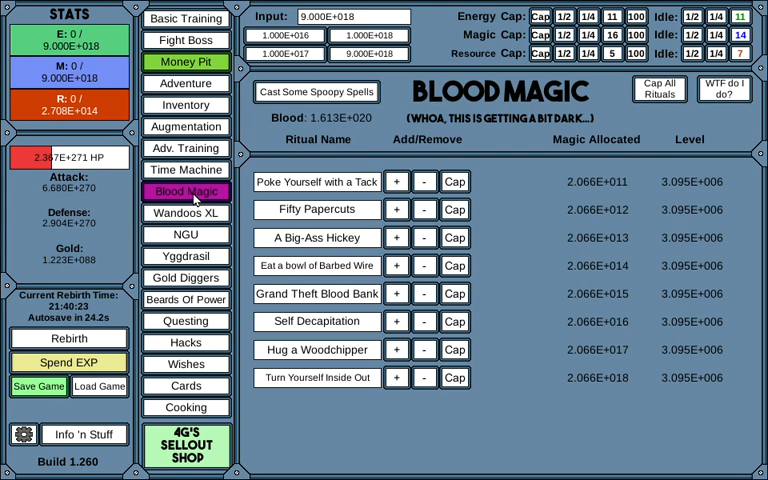 STATS
E: 0 /
9.000E+018
M: 0 /
9.000E+018
R: 0 /
2.708E+014
2.367E+271 HP
Attack:
6.680E+270
Defense:
2.904E+270
Gold:
1.223E+088
Current Rebirth Time:
21:40:23
Autosave in 24.2s
Rebirth
Spend EXP
Save Game Load Game
Info 'n Stuff
Build 1.260
Basic Training
Fight Boss
Money Pit
Adventure
Inventory
Augmentation
Adv. Training
Time Machine
Blood Magic
Wandoos XL
NGU
Yggdrasil
Gold Diggers
Beards Of Power
Questing
Hacks
Wishes
Cards
Cooking
4G'S
SELLOUT
SHOP
Input: 9.000E+018
1.000E+016 1.000E+018
1.000E+017 9.000E+018
Energy Cap: Cap 1/2 1/4 11 100 Idle: 1/2 1/4 11
Magic Cap: Cap 1/2 1/4 16 100 Idle: 1/2 1/4 14
Resource Cap: Cap 1/2 1/4 5 100 Idle: 1/2 1/4 7
Cast Some Spoopy Spells
BLOOD MAGIC
Cap All
Rituals
WTF do I
do?
Blood: 1.613E+020
(WHOA, THIS IS GETTING A BIT DARK...)
Ritual Name Add/Remove Magic Allocated Level
Poke Yourself with a Tack + - Cap 2.066E+011 3.095E+006
Fifty Papercuts + - Cap 2.066E+012 3.095E+006
A Big-Ass Hickey + - Cap 2.066E+013 3.095E+006
Eat a bowl of Barbed Wire + - Cap 2.066E+014 3.095E+006
Grand Theft Blood Bank + - Cap 2.066E+015 3.095E+006
Self Decapitation + - Cap 2.066E+016 3.095E+006
Hug a Woodchipper + - Cap 2.066E+017 3.095E+006
Turn Yourself Inside Out + - Cap 2.066E+018 3.095E+006